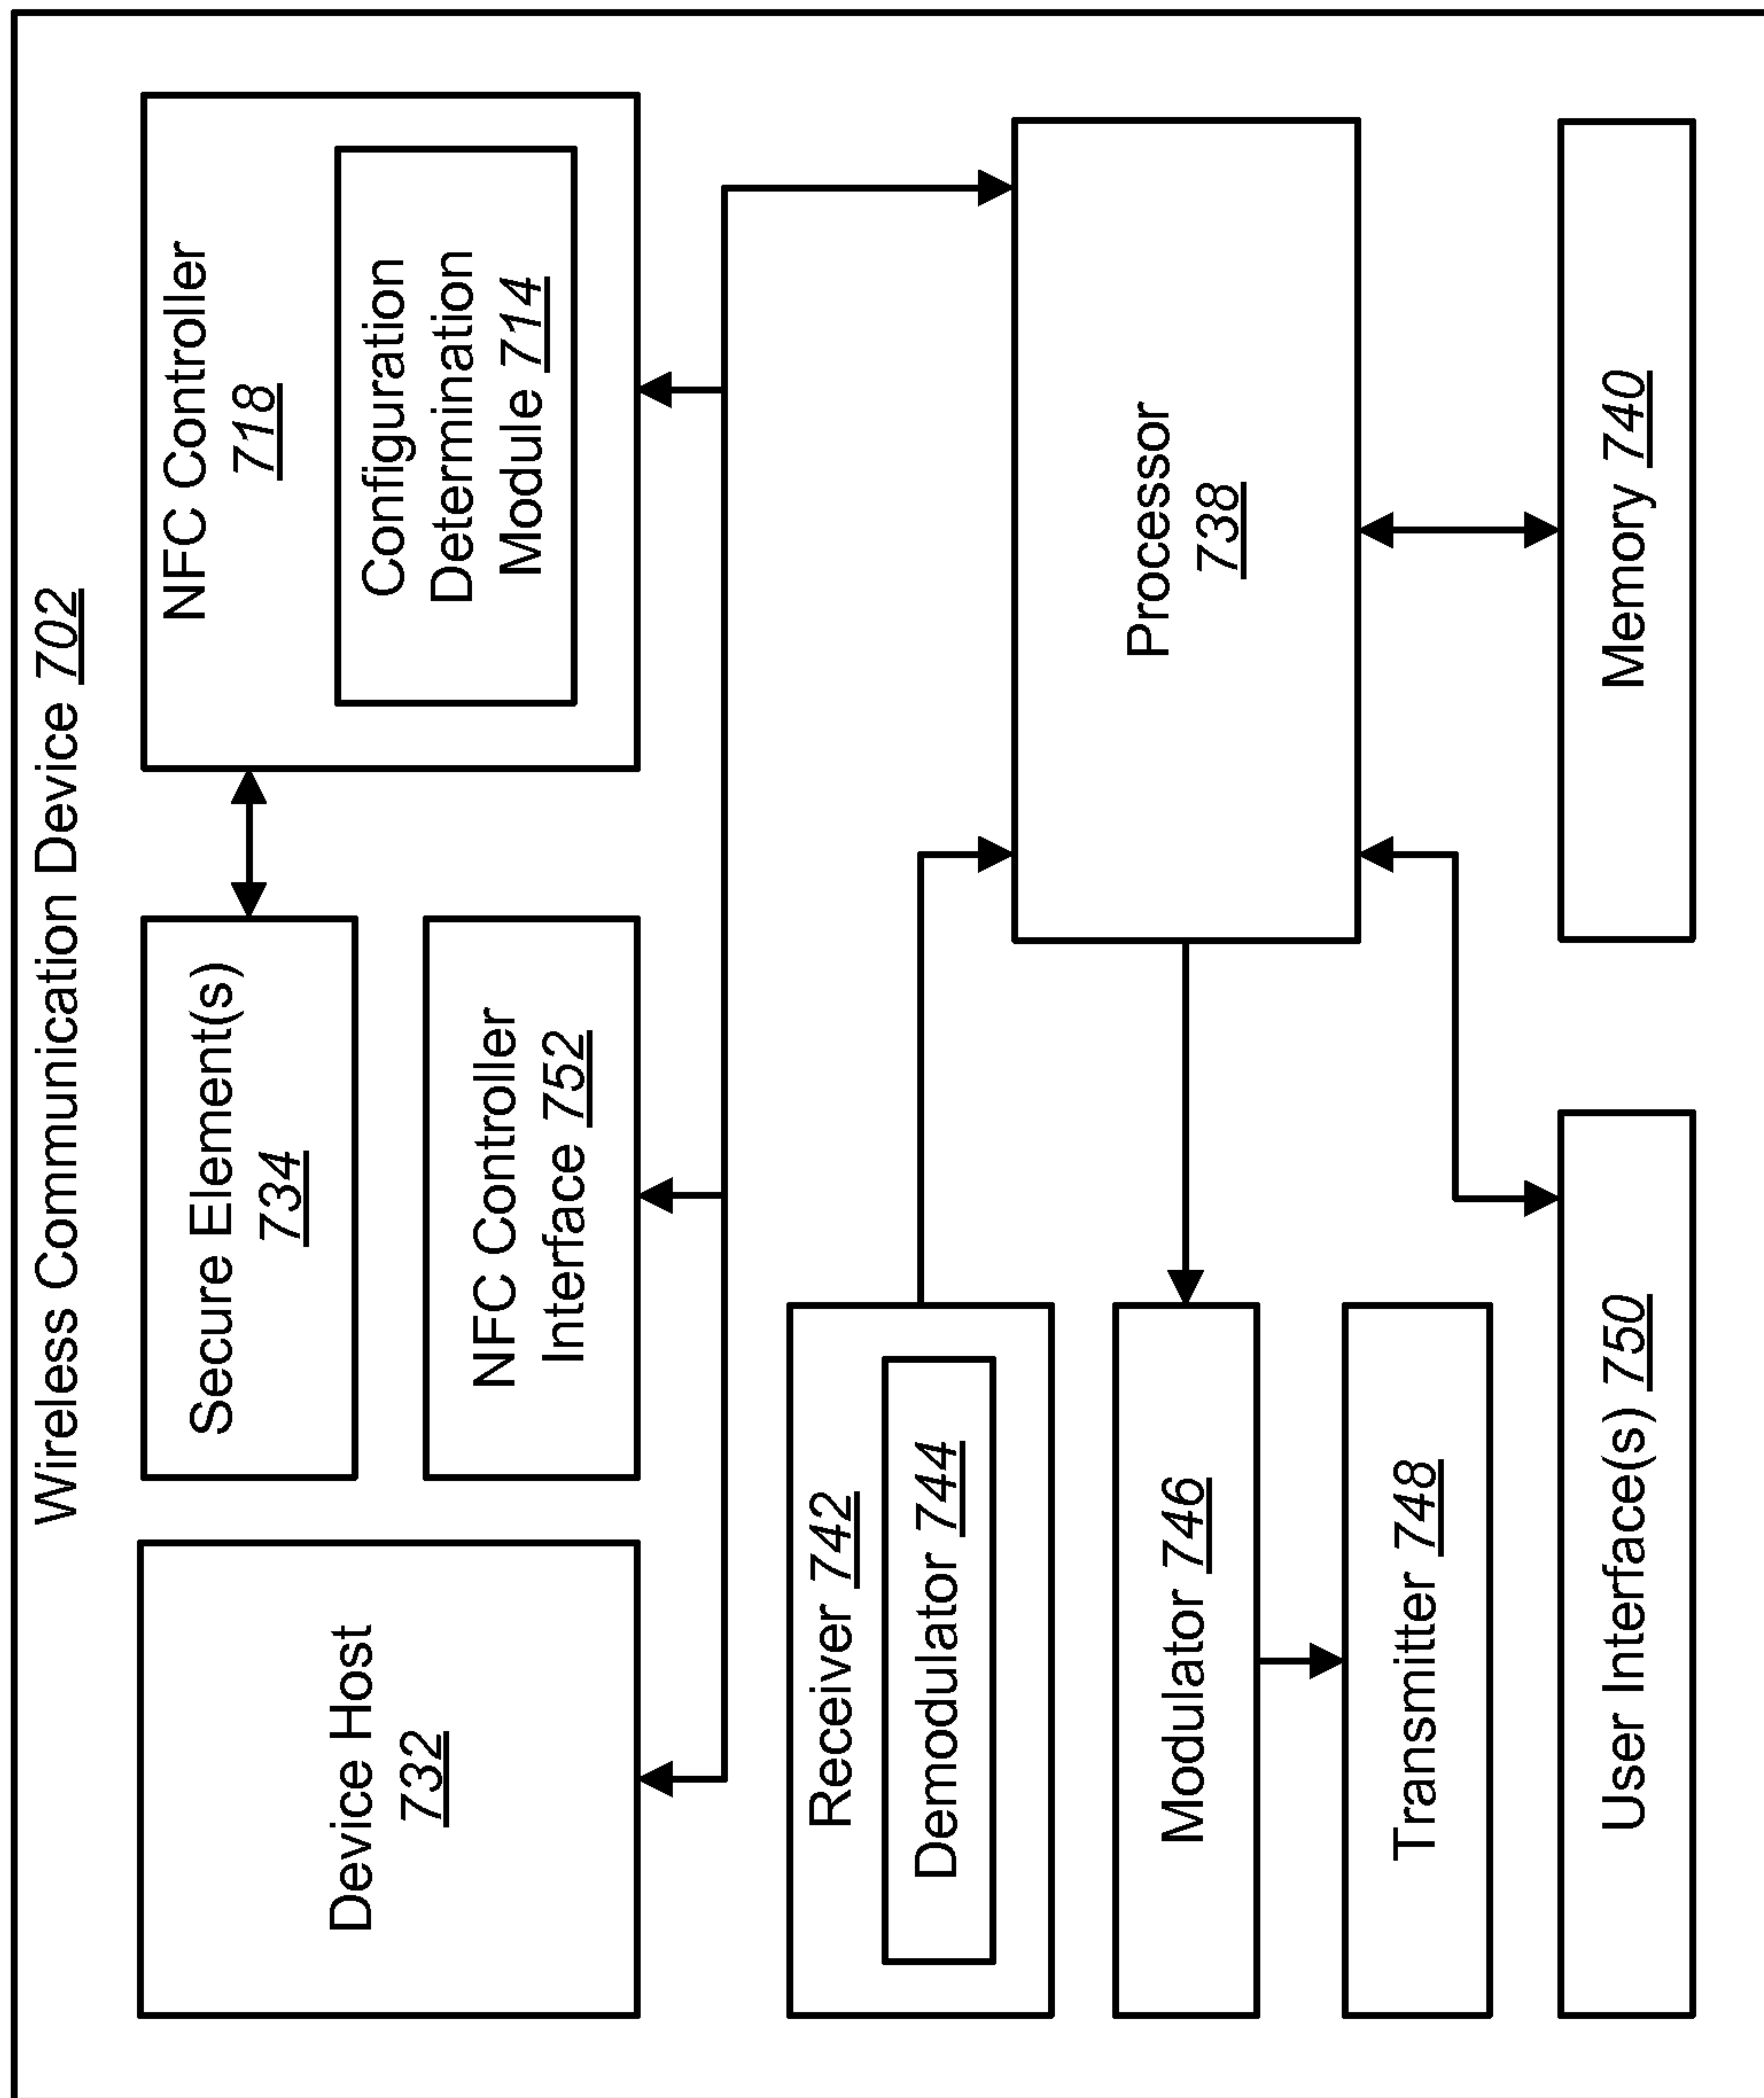 Wireless Communication Device 702
Device Host
732
Secure Element(s)
734
NFC Controller
Interface 752
NFC Controller
718
Configuration
Determination
Module 714
Receiver 742
Demodulator 744
Modulator 746
Transmitter 748
Processor
738
User Interface(s) 750
Memory 740